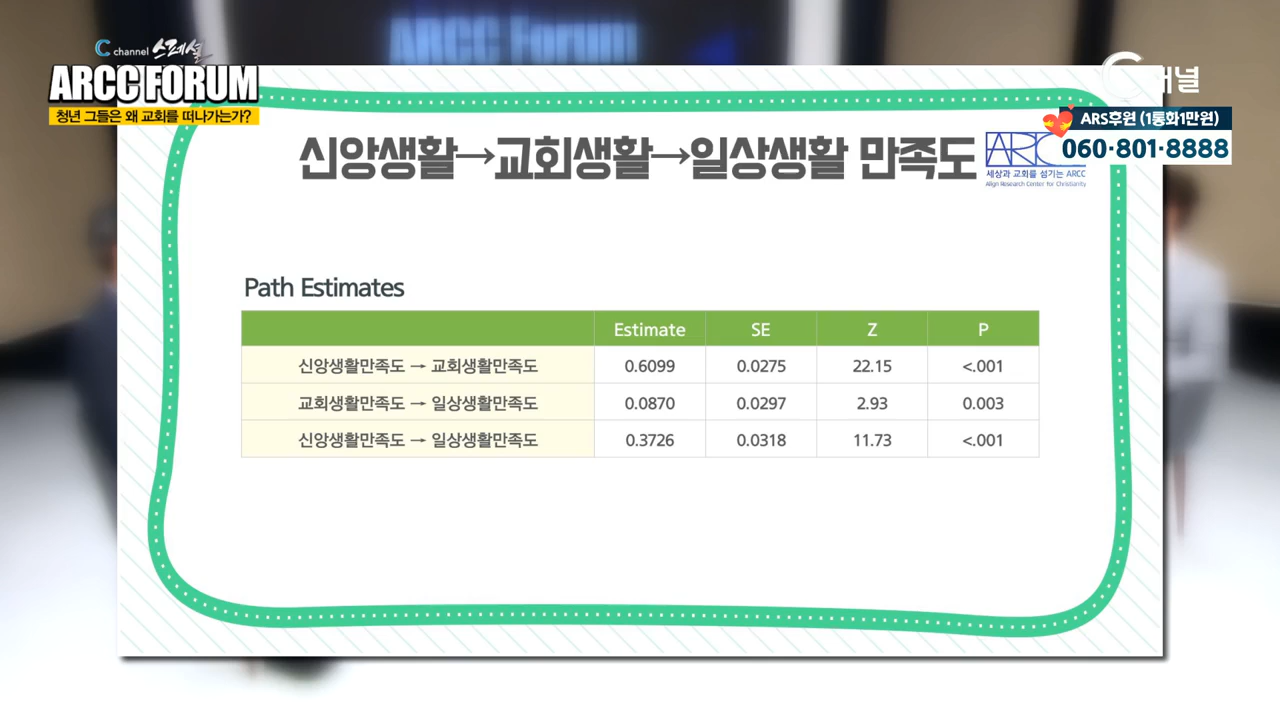 ARCC Forum
C channel 스페셜
ARCC FORUM
청년 그들은 왜 교회를 떠나가는가?
C채널
ARS후원 (1통화1만원)
060·801·8888
신앙생활→교회생활→일상생활 만족도
ARCC
세상과 교회를 섬기는 ARCC
Align Research Center for Christianity
Path Estimates
Estimate SE Z P
신앙생활만족도 → 교회생활만족도 0.6099 0.0275 22.15 <.001
교회생활만족도 → 일상생활만족도 0.0870 0.0297 2.93 0.003
신앙생활만족도 → 일상생활만족도 0.3726 0.0318 11.73 <.001